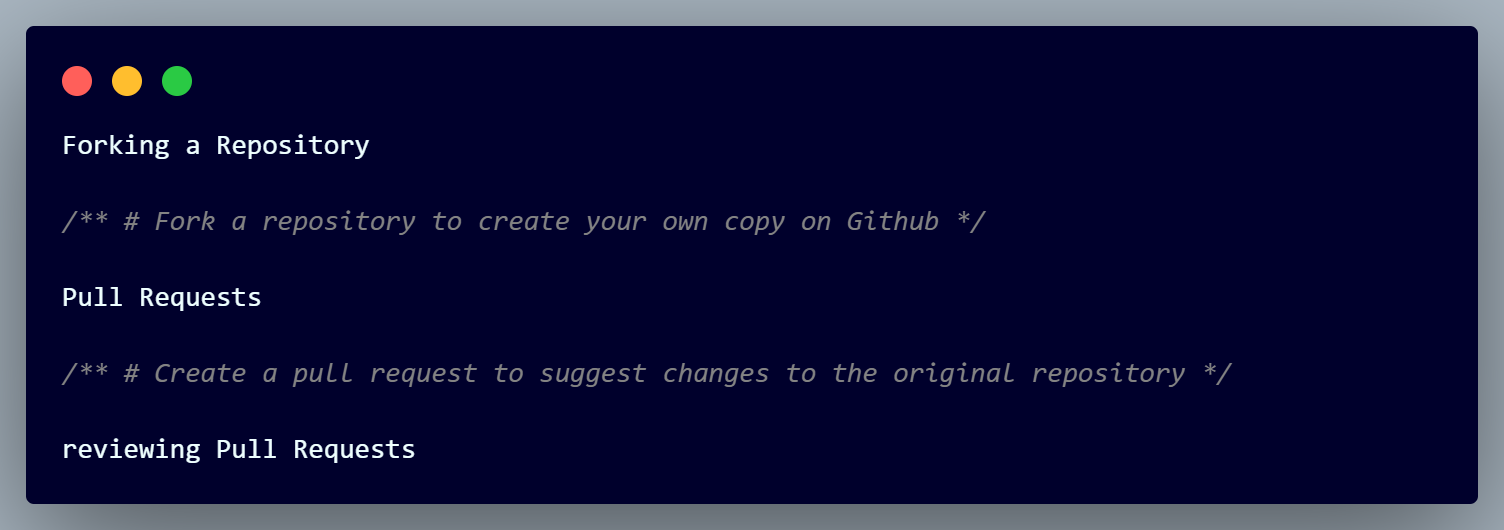 Forking a Repository
/** # Fork a repository to create your own copy on Github */
Pull Requests
/** # Create a pull request to suggest changes to the original repository */
reviewing Pull Requests